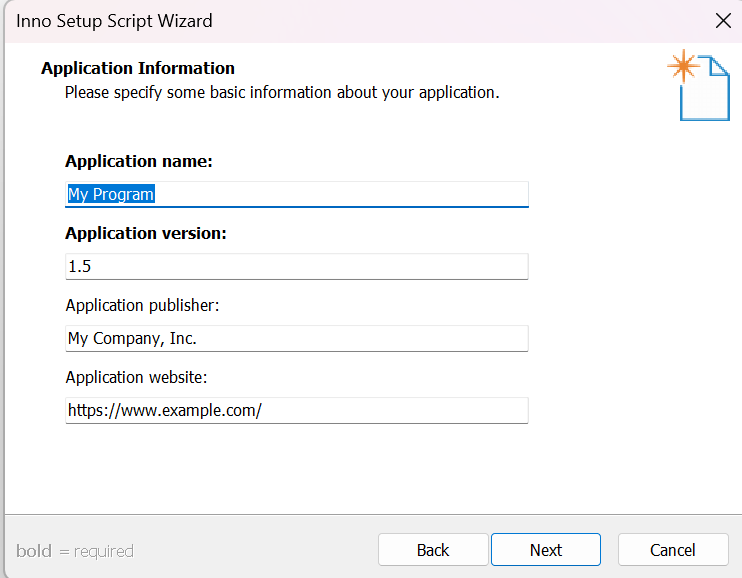 Inno Setup Script Wizard
Application Information
Please specify some basic information about your application.
Application name:
My Program
Application version:
1.5
Application publisher:
My Company, Inc.
Application website:
https://www.example.com/
bold = required
Back
Next
Cancel